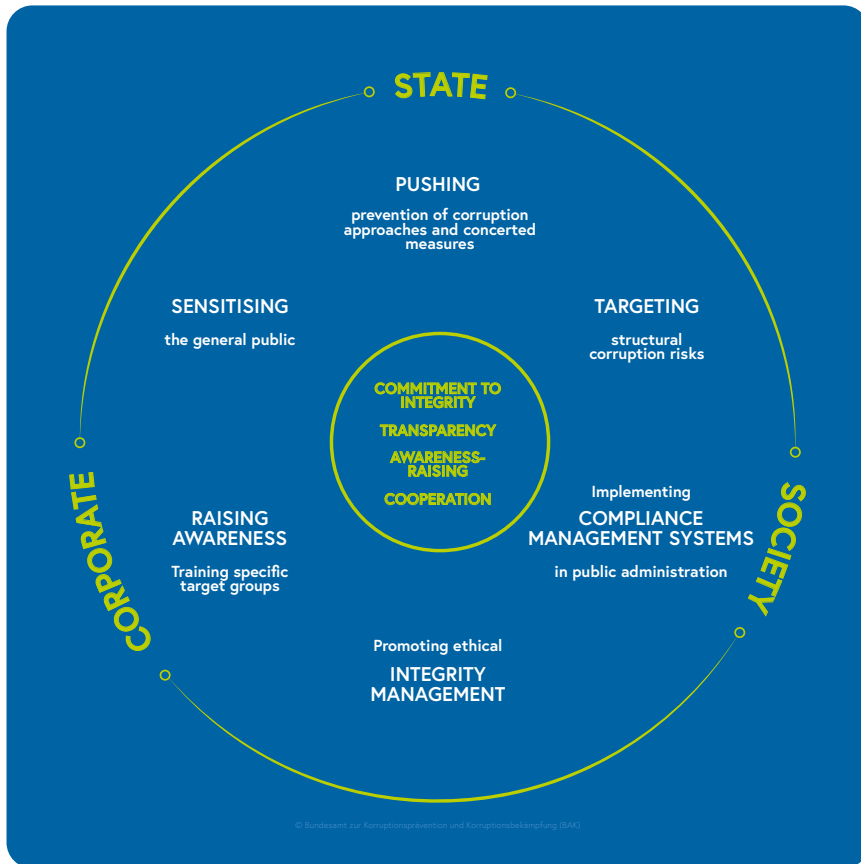 STATE
PUSHING
prevention of corruption
approaches and concerted
measures
SENSITISING
the general public
TARGETING
structural
corruption risks
COMMITMENT TO
INTEGRITY
TRANSPARENCY
AWARENESS-
RAISING
COOPERATION
CORPORATE
RAISING
AWARENESS
Training specific
target groups
Implementing
COMPLIANCE
MANAGEMENT SYSTEMS
in public administration
SOCIETY
Promoting ethical
INTEGRITY
MANAGEMENT
© Bundesamt zur Korruptionsprävention und Korruptionsbekämpfung (BAK)